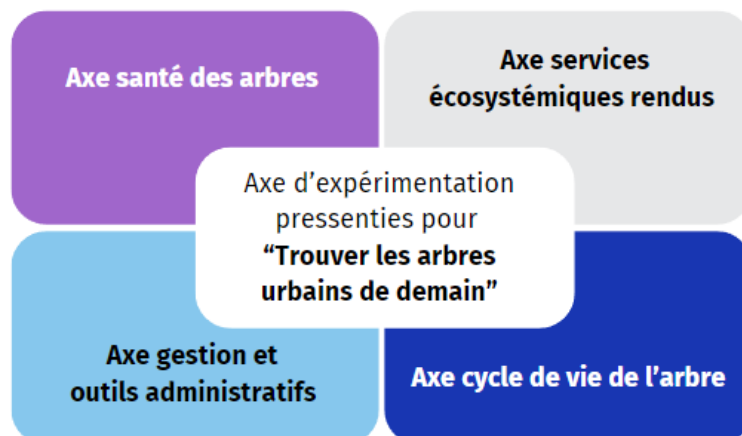 Axe santé des arbres
Axe services
écosystémiques rendus
Axe d’expérimentation
pressenties pour
“Trouver les arbres
urbains de demain”
Axe gestion et
outils administratifs
Axe cycle de vie de l’arbre